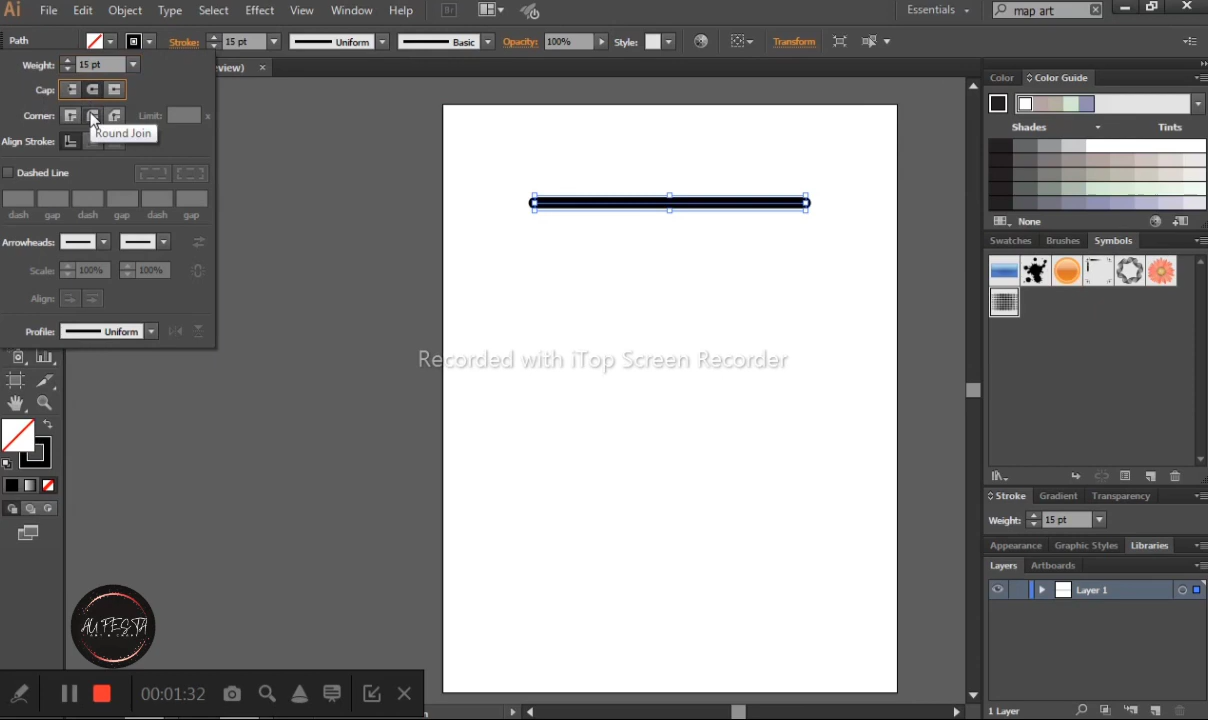 Ai File Edit Object Type Select Effect View Window Help Br Essentials map art
Path Stroke: 15 pt Uniform Basic Opacity: 100% Style: Transform
Weight: 15 pt
view) ×
Cap:
Corner: Limit: x
Round Join
Align Stroke:
Dashed Line
dash gap dash gap dash gap
Arrowheads:
Scale: 100% 100%
Align:
Profile: Uniform
Color Color Guide
Shades Tints
None
Swatches Brushes Symbols
Recorded with iTop Screen Recorder
Stroke Gradient Transparency
Weight: 15 pt
Appearance Graphic Styles Libraries
Layers Artboards
Layer 1
AU FESTA
00:01:32
1 Layer